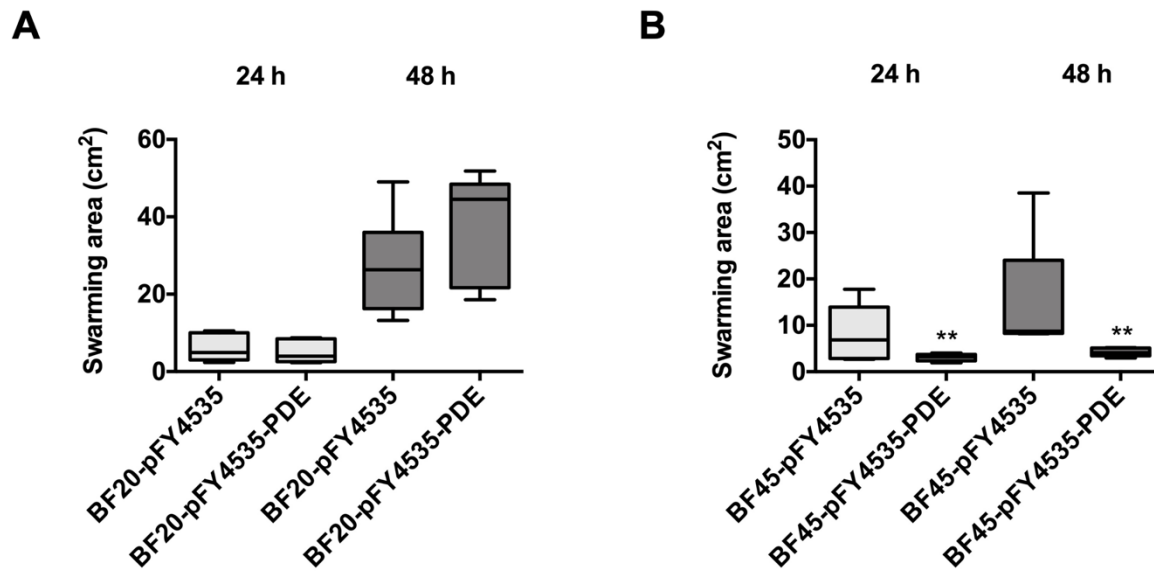 A
24 h
48 h
Swarming area (cm²)
60
40
20
0
BF20-pFY4535
BF20-pFY4535-PDE
BF20-pFY4535
BF20-pFY4535-PDE
B
24 h
48 h
Swarming area (cm²)
50
40
30
20
10
0
**
**
BF45-pFY4535
BF45-pFY4535-PDE
BF45-pFY4535
BF45-pFY4535-PDE